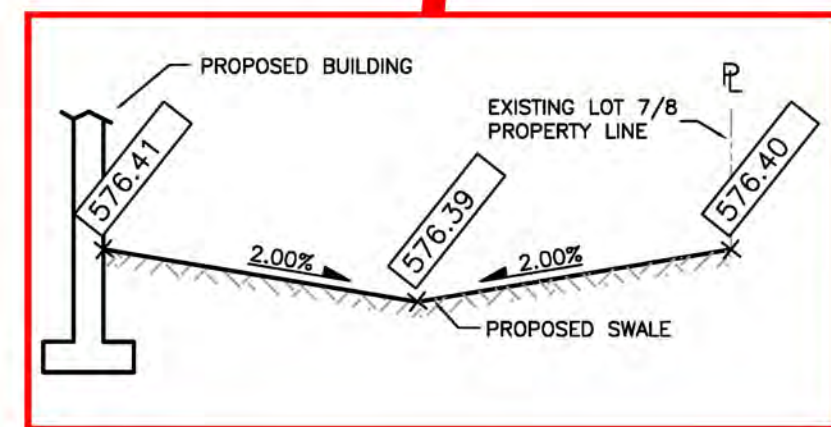 PROPOSED BUILDING
PL
EXISTING LOT 7/8
PROPERTY LINE
576.41
576.39
576.40
2.00%
2.00%
PROPOSED SWALE